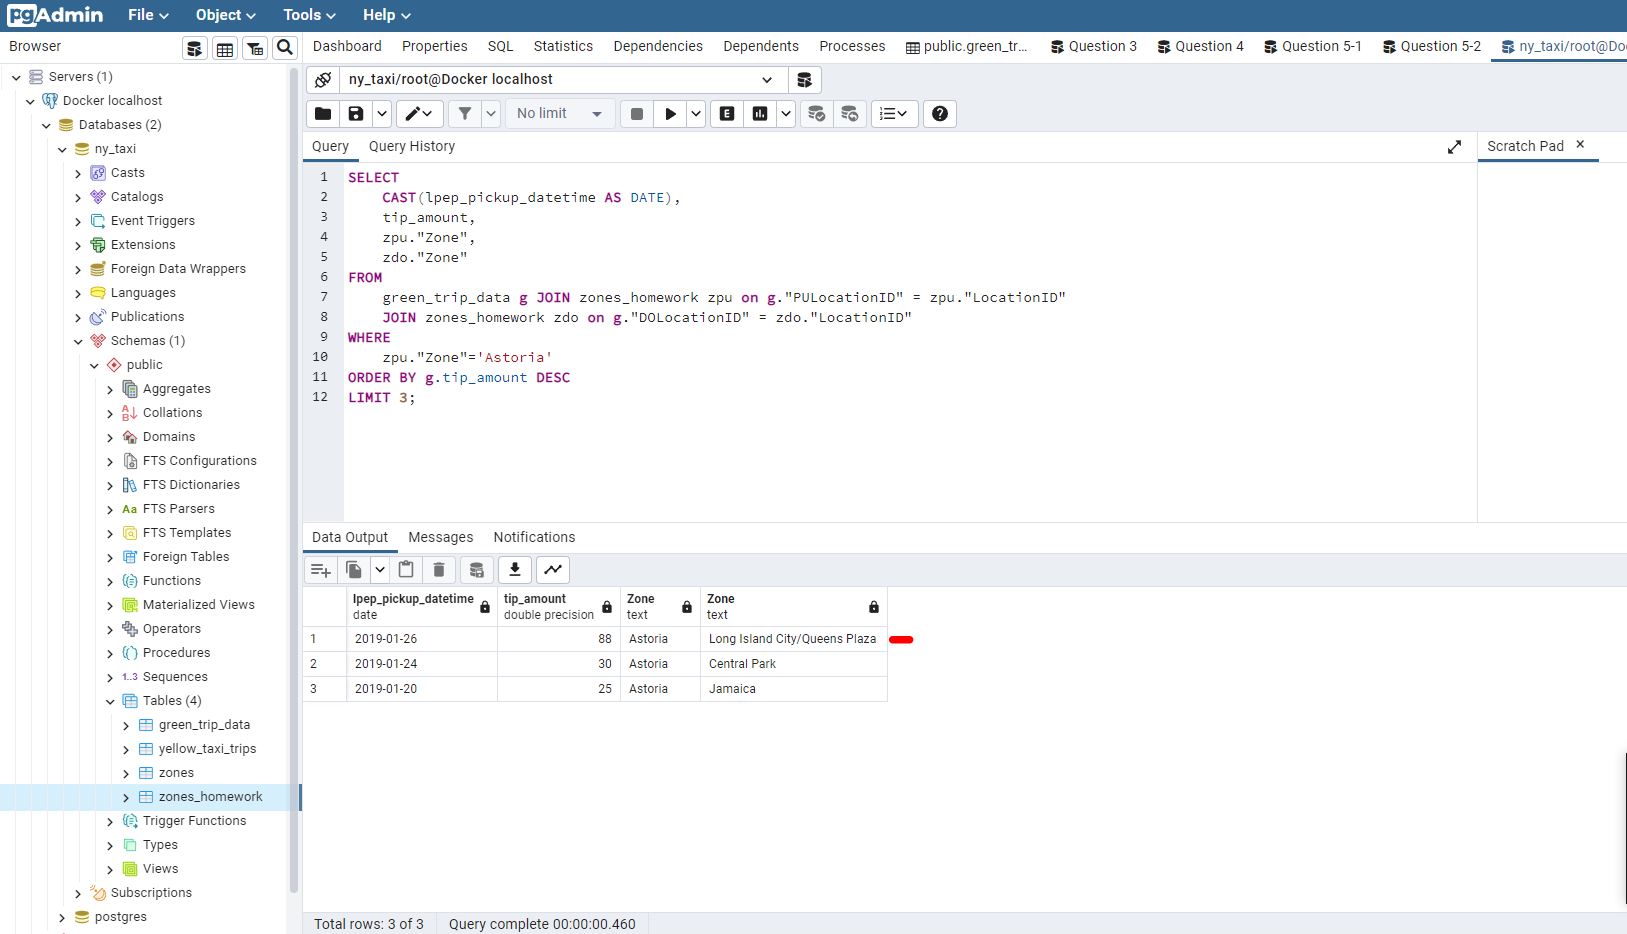 pgAdmin File Object Tools Help
Browser
Dashboard Properties SQL Statistics Dependencies Dependents Processes public.green_tr... Question 3 Question 4 Question 5-1 Question 5-2 ny_taxi/root@Do
Servers (1)
Docker localhost
Databases (2)
ny_taxi
Casts
Catalogs
Event Triggers
Extensions
Foreign Data Wrappers
Languages
Publications
Schemas (1)
public
Aggregates
Collations
Domains
FTS Configurations
FTS Dictionaries
Aa FTS Parsers
FTS Templates
Foreign Tables
Functions
Materialized Views
Operators
Procedures
1..3 Sequences
Tables (4)
green_trip_data
yellow_taxi_trips
zones
zones_homework
Trigger Functions
Types
Views
Subscriptions
postgres
ny_taxi/root@Docker localhost
No limit
E
Query Query History
Scratch Pad
1 SELECT
2 CAST(lpep_pickup_datetime AS DATE),
3 tip_amount,
4 zpu."Zone",
5 zdo."Zone"
6 FROM
7 green_trip_data g JOIN zones_homework zpu on g."PULocationID" = zpu."LocationID"
8 JOIN zones_homework zdo on g."DOLocationID" = zdo."LocationID"
9 WHERE
10 zpu."Zone"='Astoria'
11 ORDER BY g.tip_amount DESC
12 LIMIT 3;
Data Output Messages Notifications
lpep_pickup_datetime tip_amount Zone Zone
date double precision text text
1 2019-01-26 88 Astoria Long Island City/Queens Plaza
2 2019-01-24 30 Astoria Central Park
3 2019-01-20 25 Astoria Jamaica
Total rows: 3 of 3 Query complete 00:00:00.460